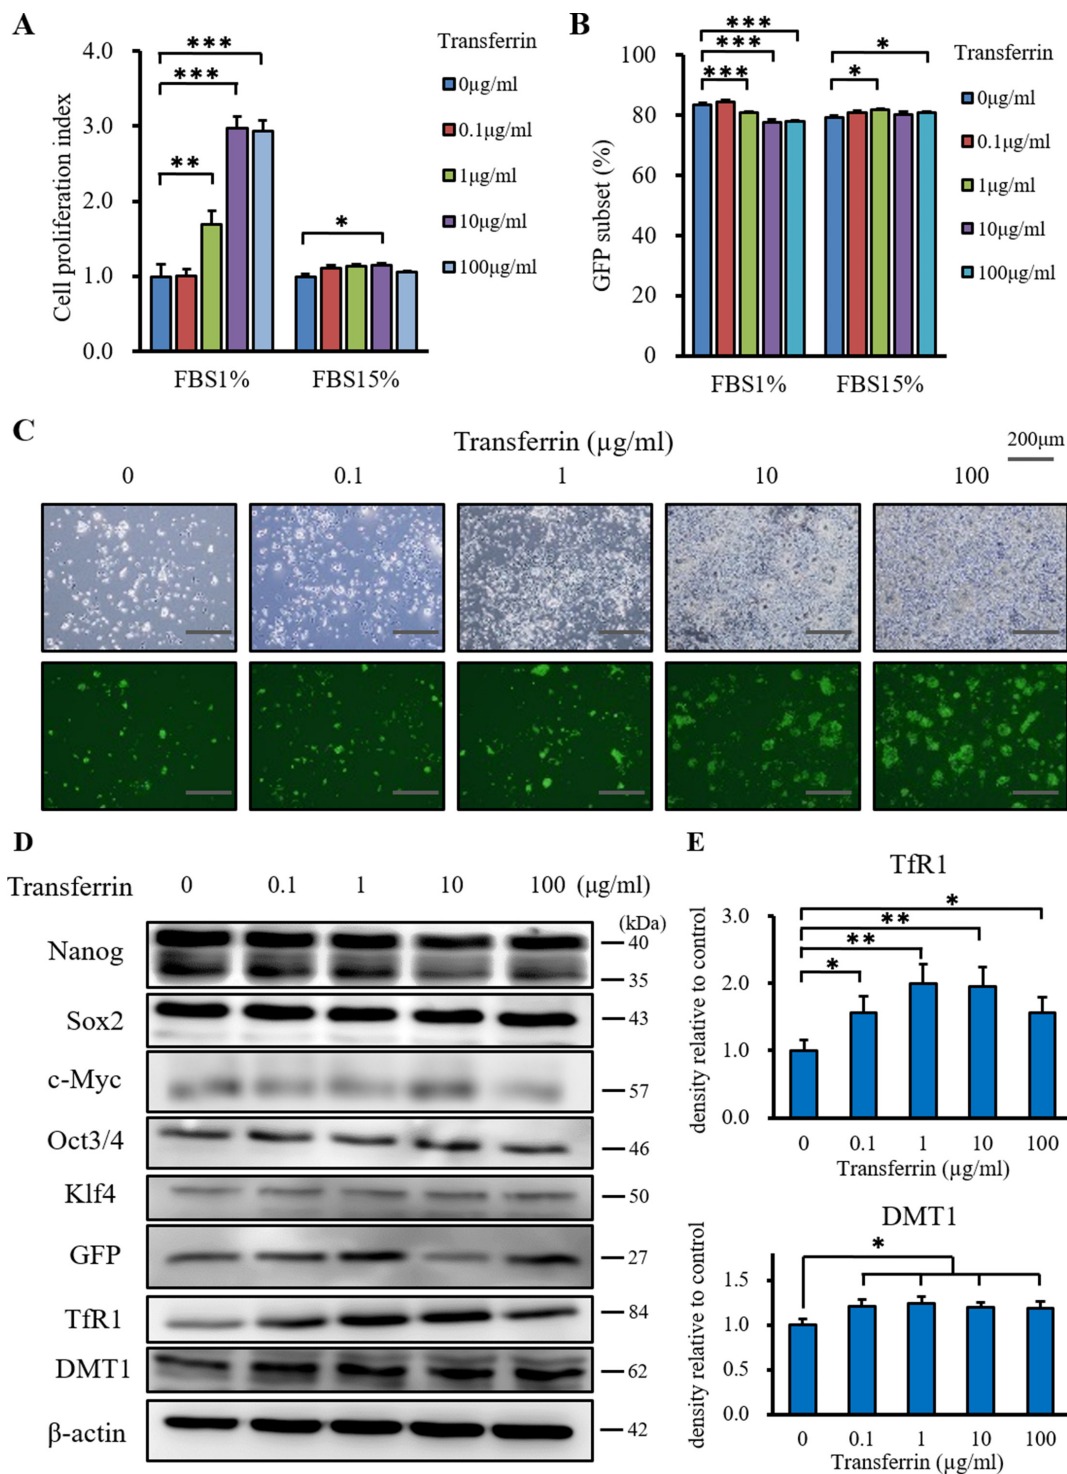 A
Cell proliferation index
4.0
3.0
2.0
1.0
0.0
***
***
**
*
FBS1%
FBS15%
Transferrin
0µg/ml
0.1µg/ml
1µg/ml
10µg/ml
100µg/ml
B
GFP subset (%)
100
80
60
40
20
0
***
***
***
*
*
FBS1%
FBS15%
Transferrin
0µg/ml
0.1µg/ml
1µg/ml
10µg/ml
100µg/ml
C
Transferrin (µg/ml)
200µm
0 0.1 1 10 100
D
Transferrin 0 0.1 1 10 100 (µg/ml)
(kDa)
Nanog 40
35
Sox2 43
c-Myc 57
Oct3/4 46
Klf4 50
GFP 27
TfR1 84
DMT1 62
β-actin 42
E
TfR1
density relative to control
3.0
2.0
1.0
0.0
*
**
**
*
0 0.1 1 10 100
Transferrin (µg/ml)
DMT1
density relative to control
1.5
1.0
0.5
0.0
*
0 0.1 1 10 100
Transferrin (µg/ml)